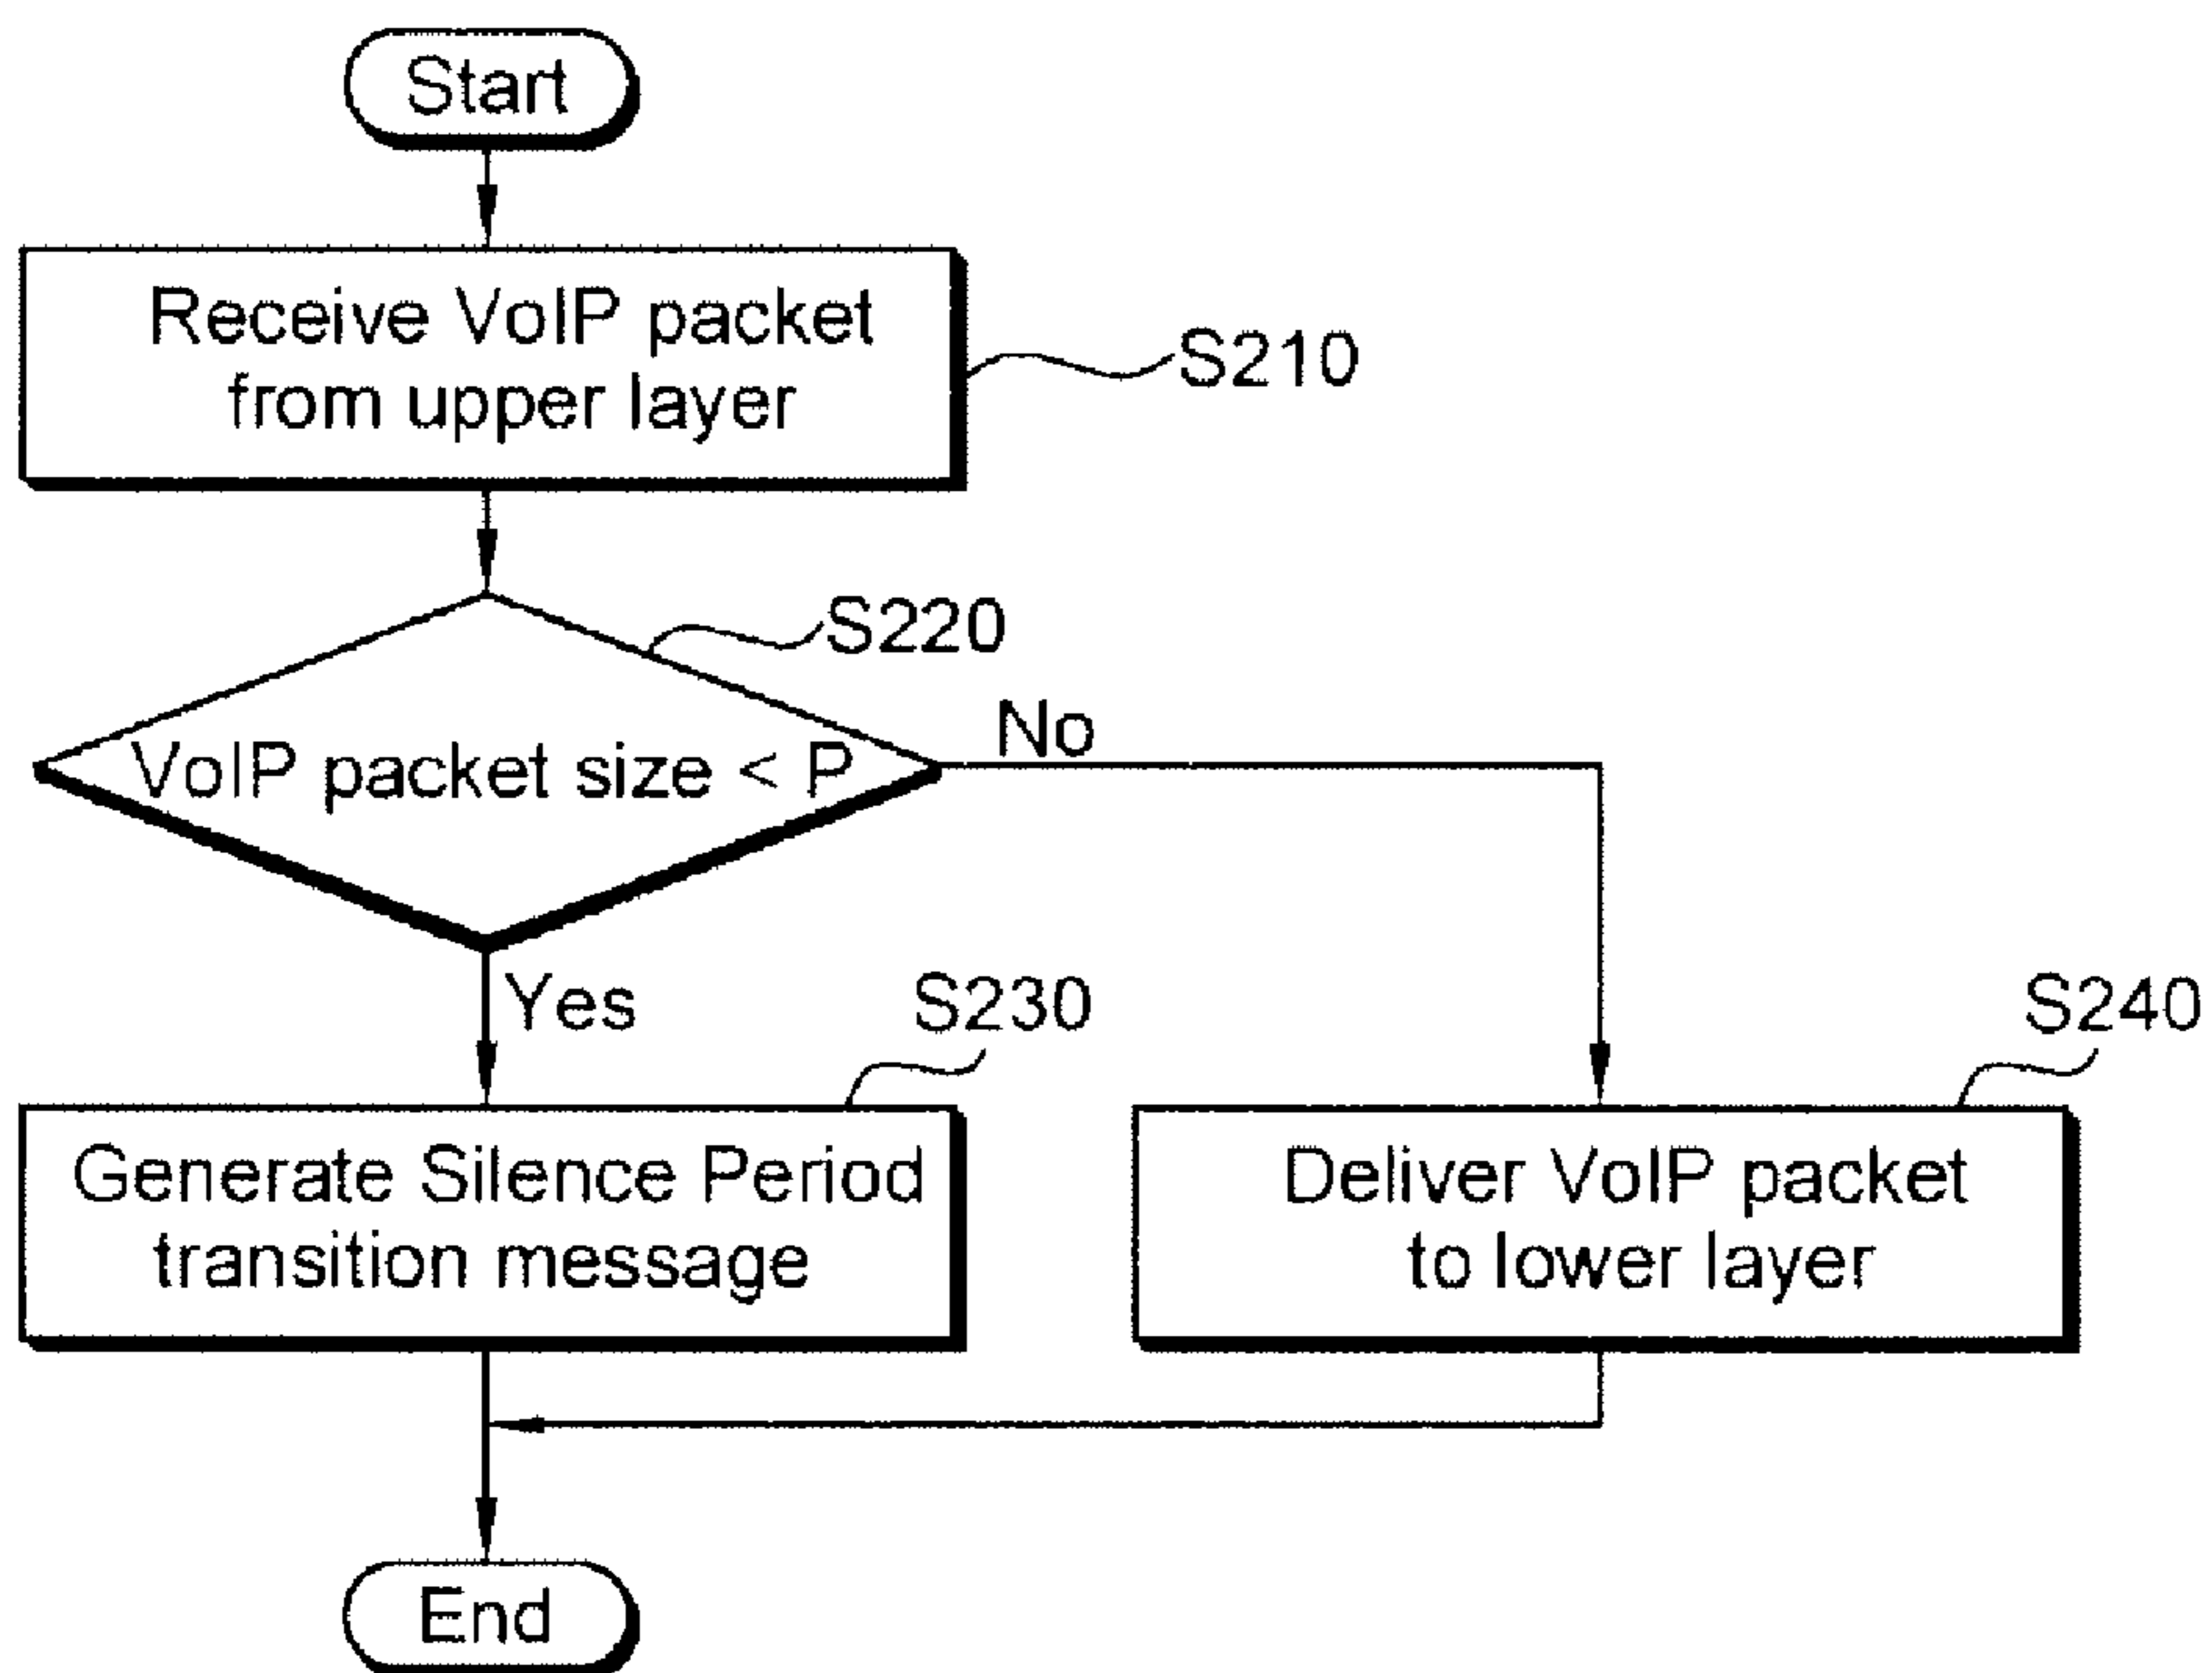 Start
Receive VoIP packet
from upper layer
S210
S220
VoIP packet size < P
No
Yes
S230
S240
Generate Silence Period
transition message
Deliver VoIP packet
to lower layer
End